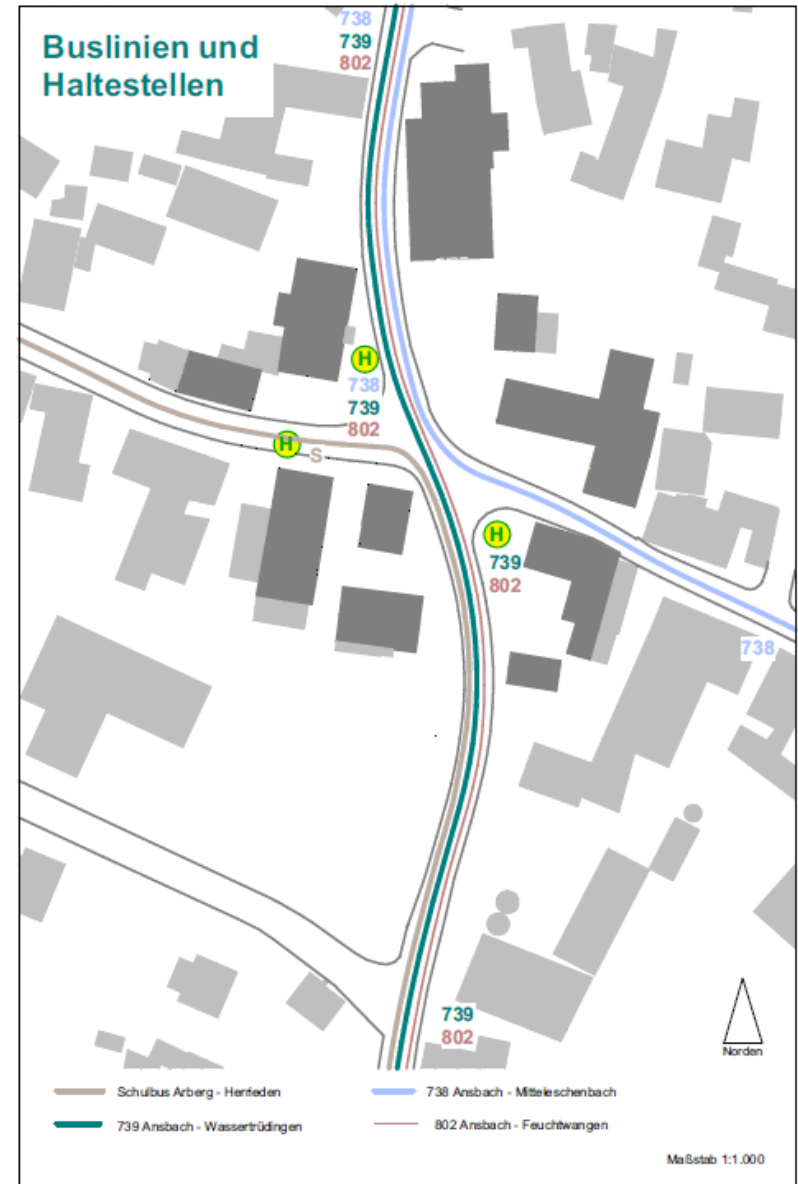 Buslinien und
Haltestellen
738
739
802
H
738
739
802
H
S
H
739
802
738
739
802
Norden
Schulbus Arberg - Herrieden
738 Ansbach - Mitteleschenbach
739 Ansbach - Wassertrüdingen
802 Ansbach - Feuchtwangen
Maßstab 1:1.000